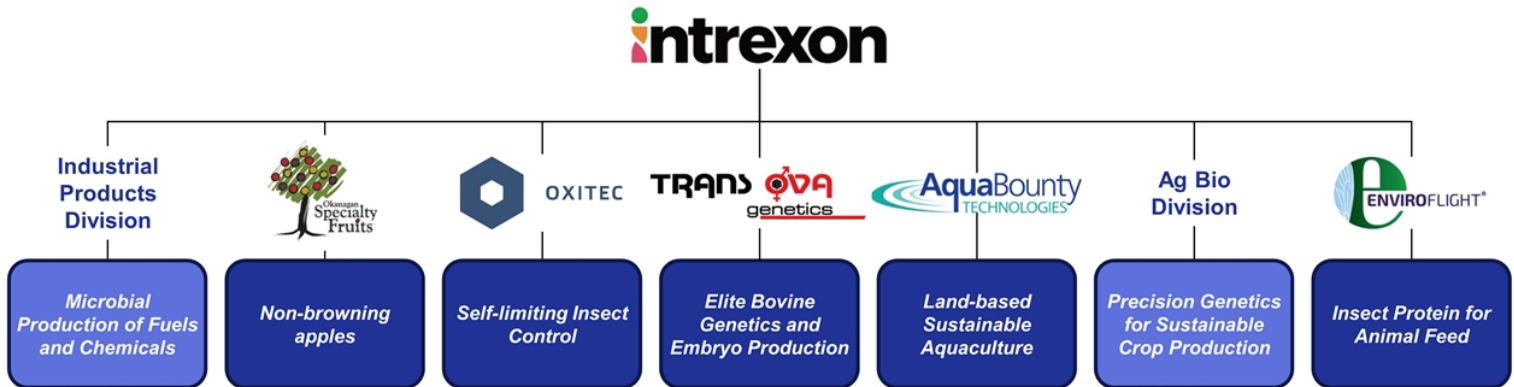 intrexon
Industrial
Products
Division
Okanagan
Specialty
Fruits
OXITEC
TRANS OVA
genetics
AquaBounty
TECHNOLOGIES
Ag Bio
Division
e
ENVIROFLIGHT®
Microbial
Production of Fuels
and Chemicals
Non-browning
apples
Self-limiting Insect
Control
Elite Bovine
Genetics and
Embryo Production
Land-based
Sustainable
Aquaculture
Precision Genetics
for Sustainable
Crop Production
Insect Protein for
Animal Feed